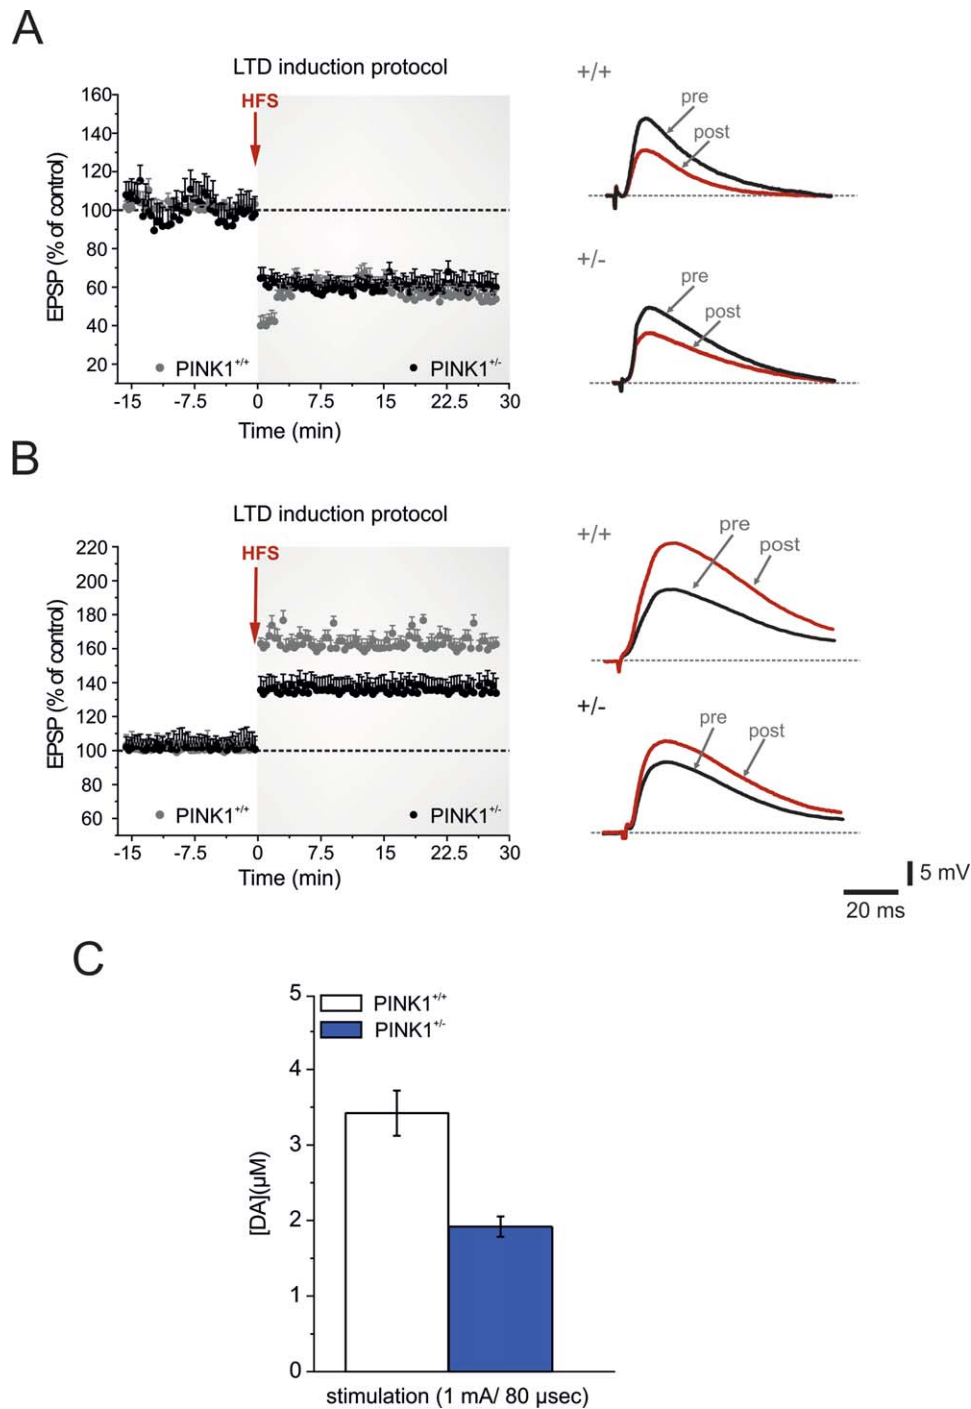 A
LTD induction protocol
HFS
160
140
120
100
80
60
40
20
EPSP (% of control)
PINK1+/+
PINK1+/-
-15 -7.5 0 7.5 15 22.5 30
Time (min)
+/+
pre
post
+/-
pre
post
B
LTD induction protocol
HFS
220
200
180
160
140
120
100
80
60
EPSP (% of control)
PINK1+/+
PINK1+/-
-15 -7.5 0 7.5 15 22.5 30
Time (min)
+/+
pre
post
+/-
pre
post
5 mV
20 ms
C
5
4
3
2
1
0
[DA](µM)
PINK1+/+
PINK1+/-
stimulation (1 mA/ 80 µsec)